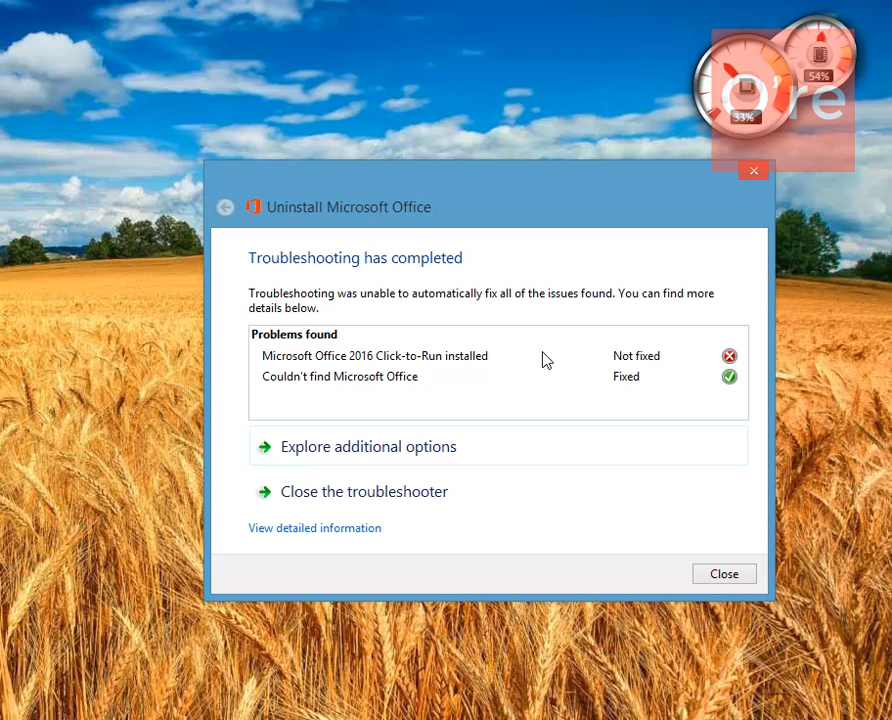 54%
O're
33%
Uninstall Microsoft Office
Troubleshooting has completed
Troubleshooting was unable to automatically fix all of the issues found. You can find more
details below.
Problems found
Microsoft Office 2016 Click-to-Run installed Not fixed
Couldn't find Microsoft Office Fixed
Explore additional options
Close the troubleshooter
View detailed information
Close